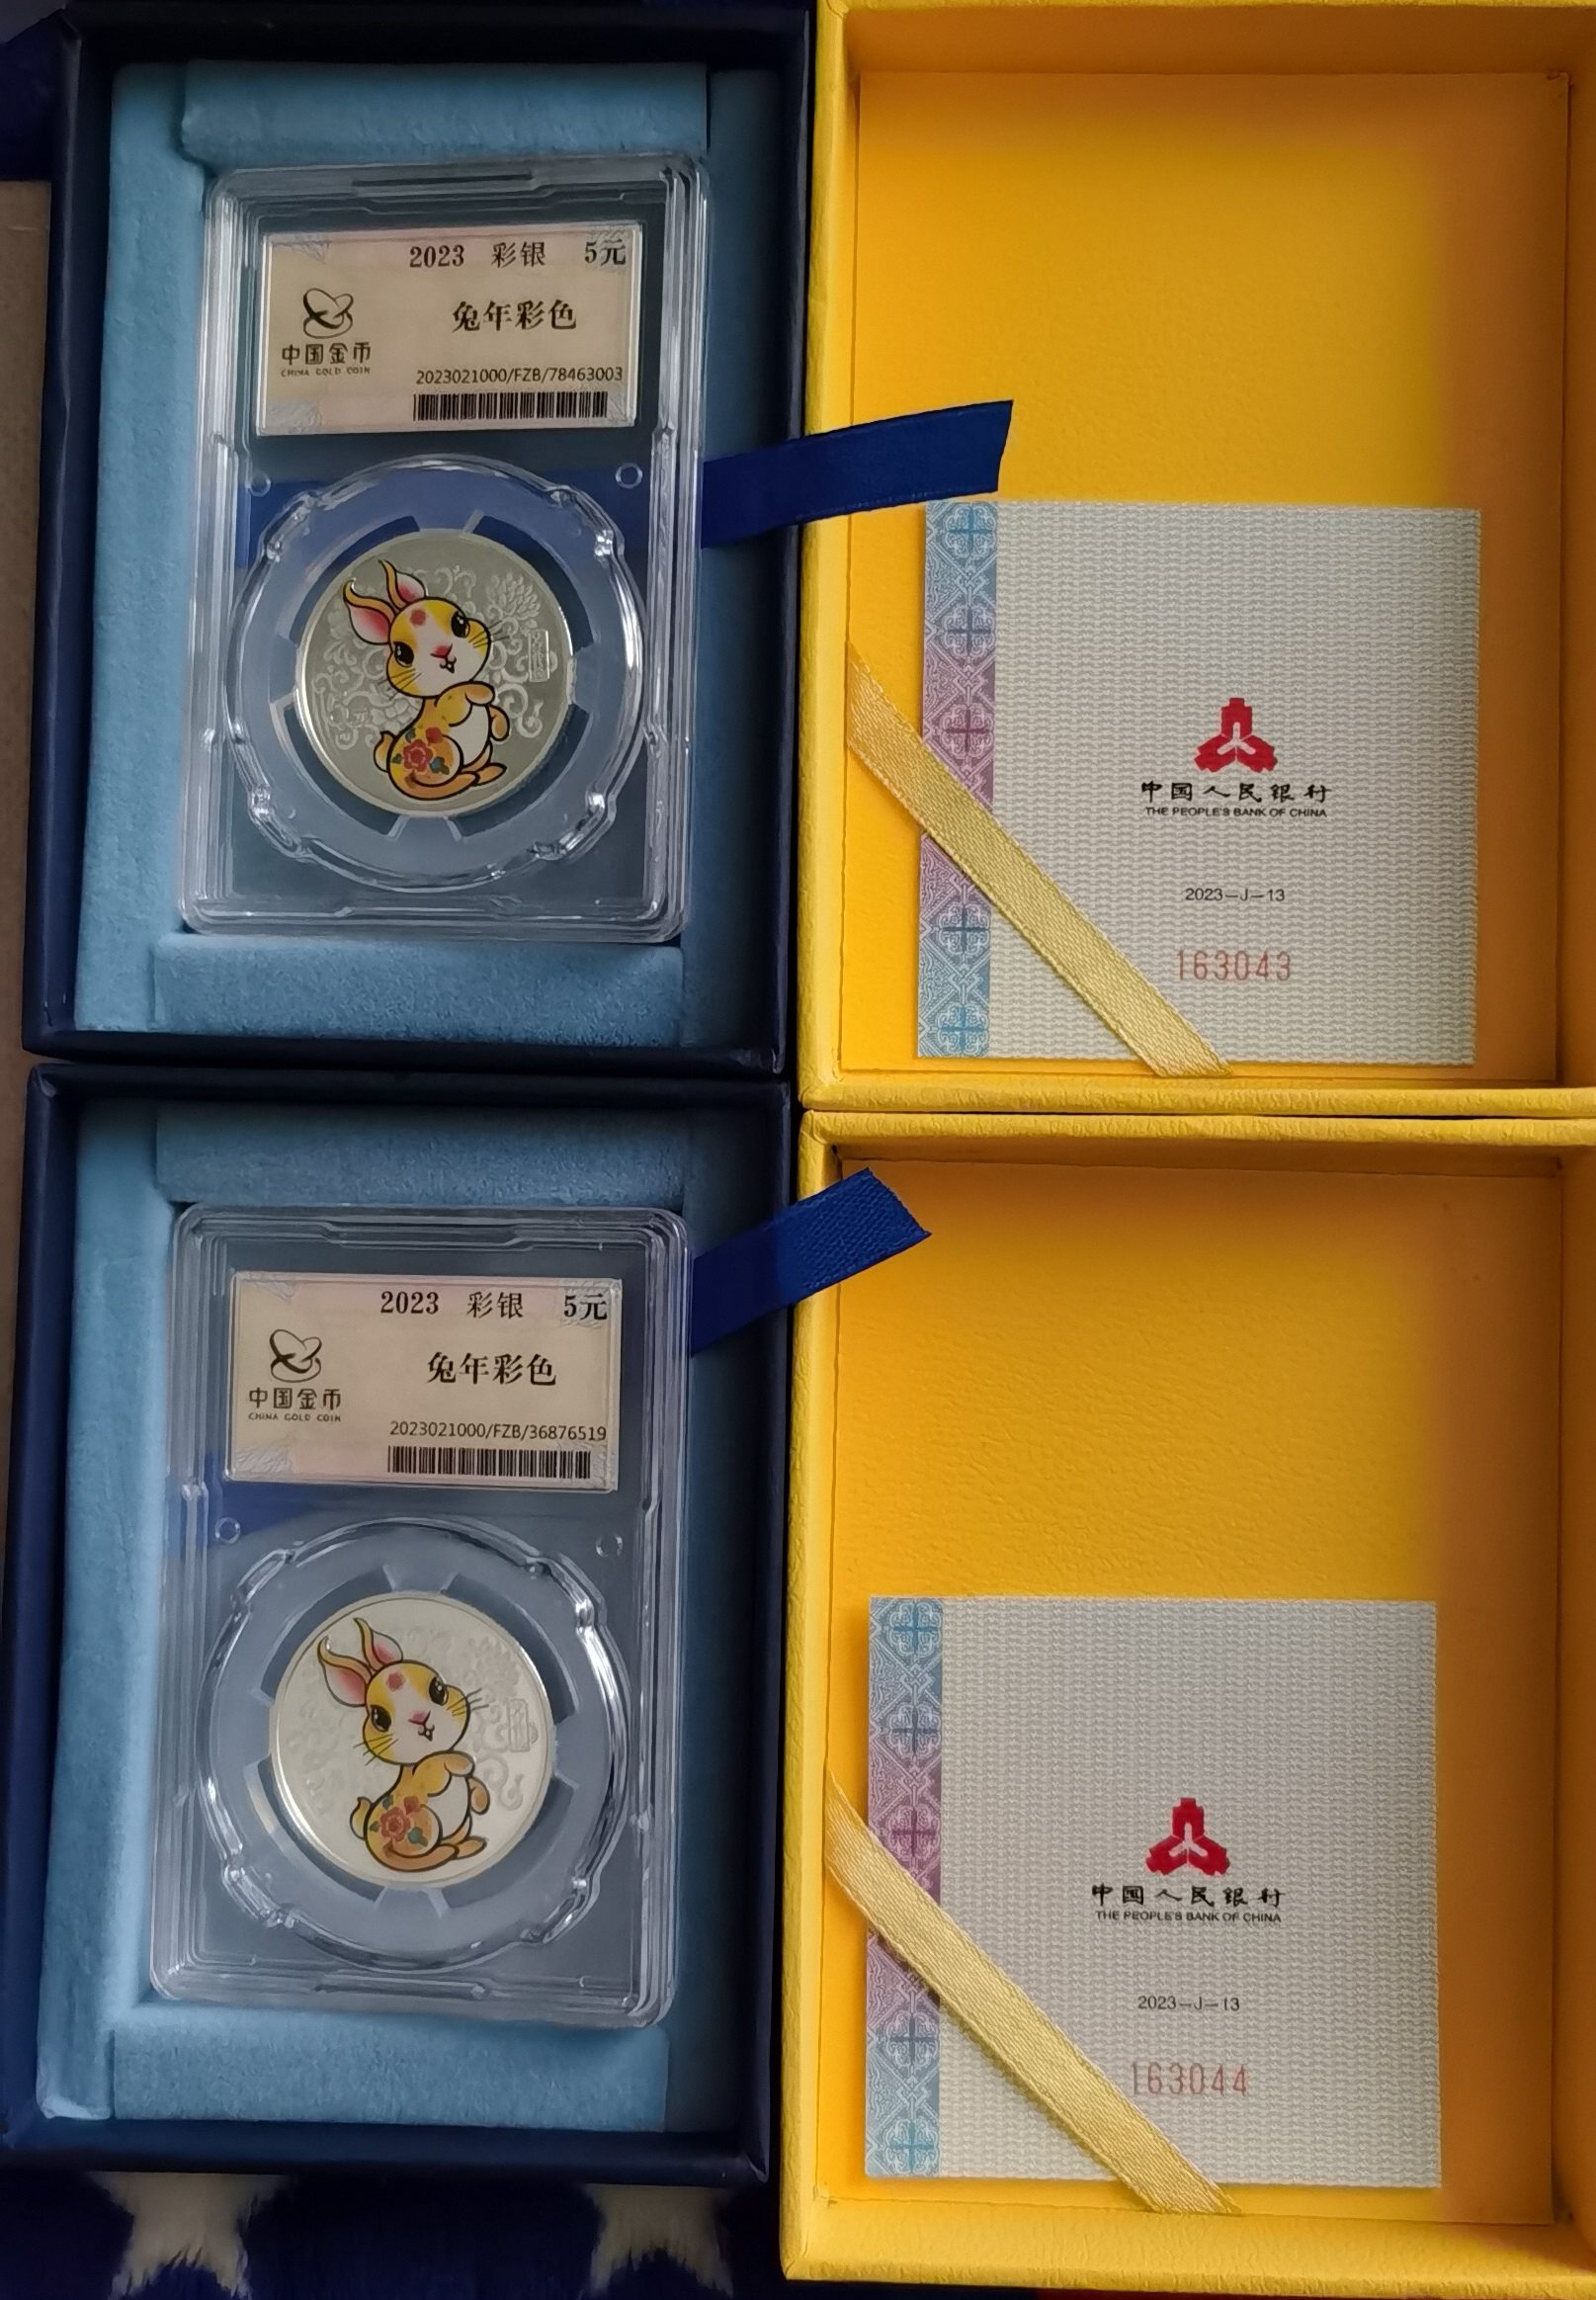 2023 彩银 5元
兔年彩色
中国金币
CHINA GOLD COIN
2023021000/FZB/78463003
中国人民银行
THE PEOPLE'S BANK OF CHINA
2023-J-13
163043
2023 彩银 5元
兔年彩色
中国金币
CHINA GOLD COIN
2023021000/FZB/36876519
中国人民银行
THE PEOPLE'S BANK OF CHINA
2023-J-13
163044